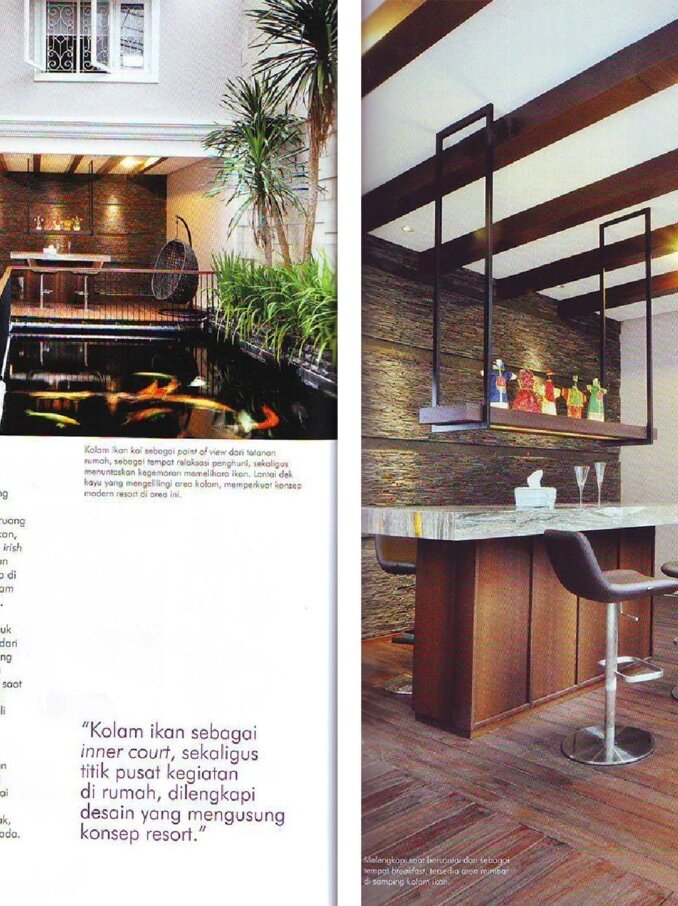 Kolam ikan koi sebagai point of view dari tatanan
rumah, sebagai tempat relaksasi penghuni, sekaligus
menuntaskan kegemaran memelihara ikan. Lantai dek
kayu yang mengelilingi area kolam, memperkuat konsep
modern resort di area ini.
ng
ruang
kan,
irish
an
a di
am
uk
dari
ng
saat
li
an
ai
ak,
ada.
"Kolam ikan sebagai
inner court, sekaligus
titik pusat kegiatan
di rumah, dilengkapi
desain yang mengusung
konsep resort."
Melengkapi saat bersantai dan sebagai
tempat breakfast, tersedia area mimbar
di samping kolam ikan.